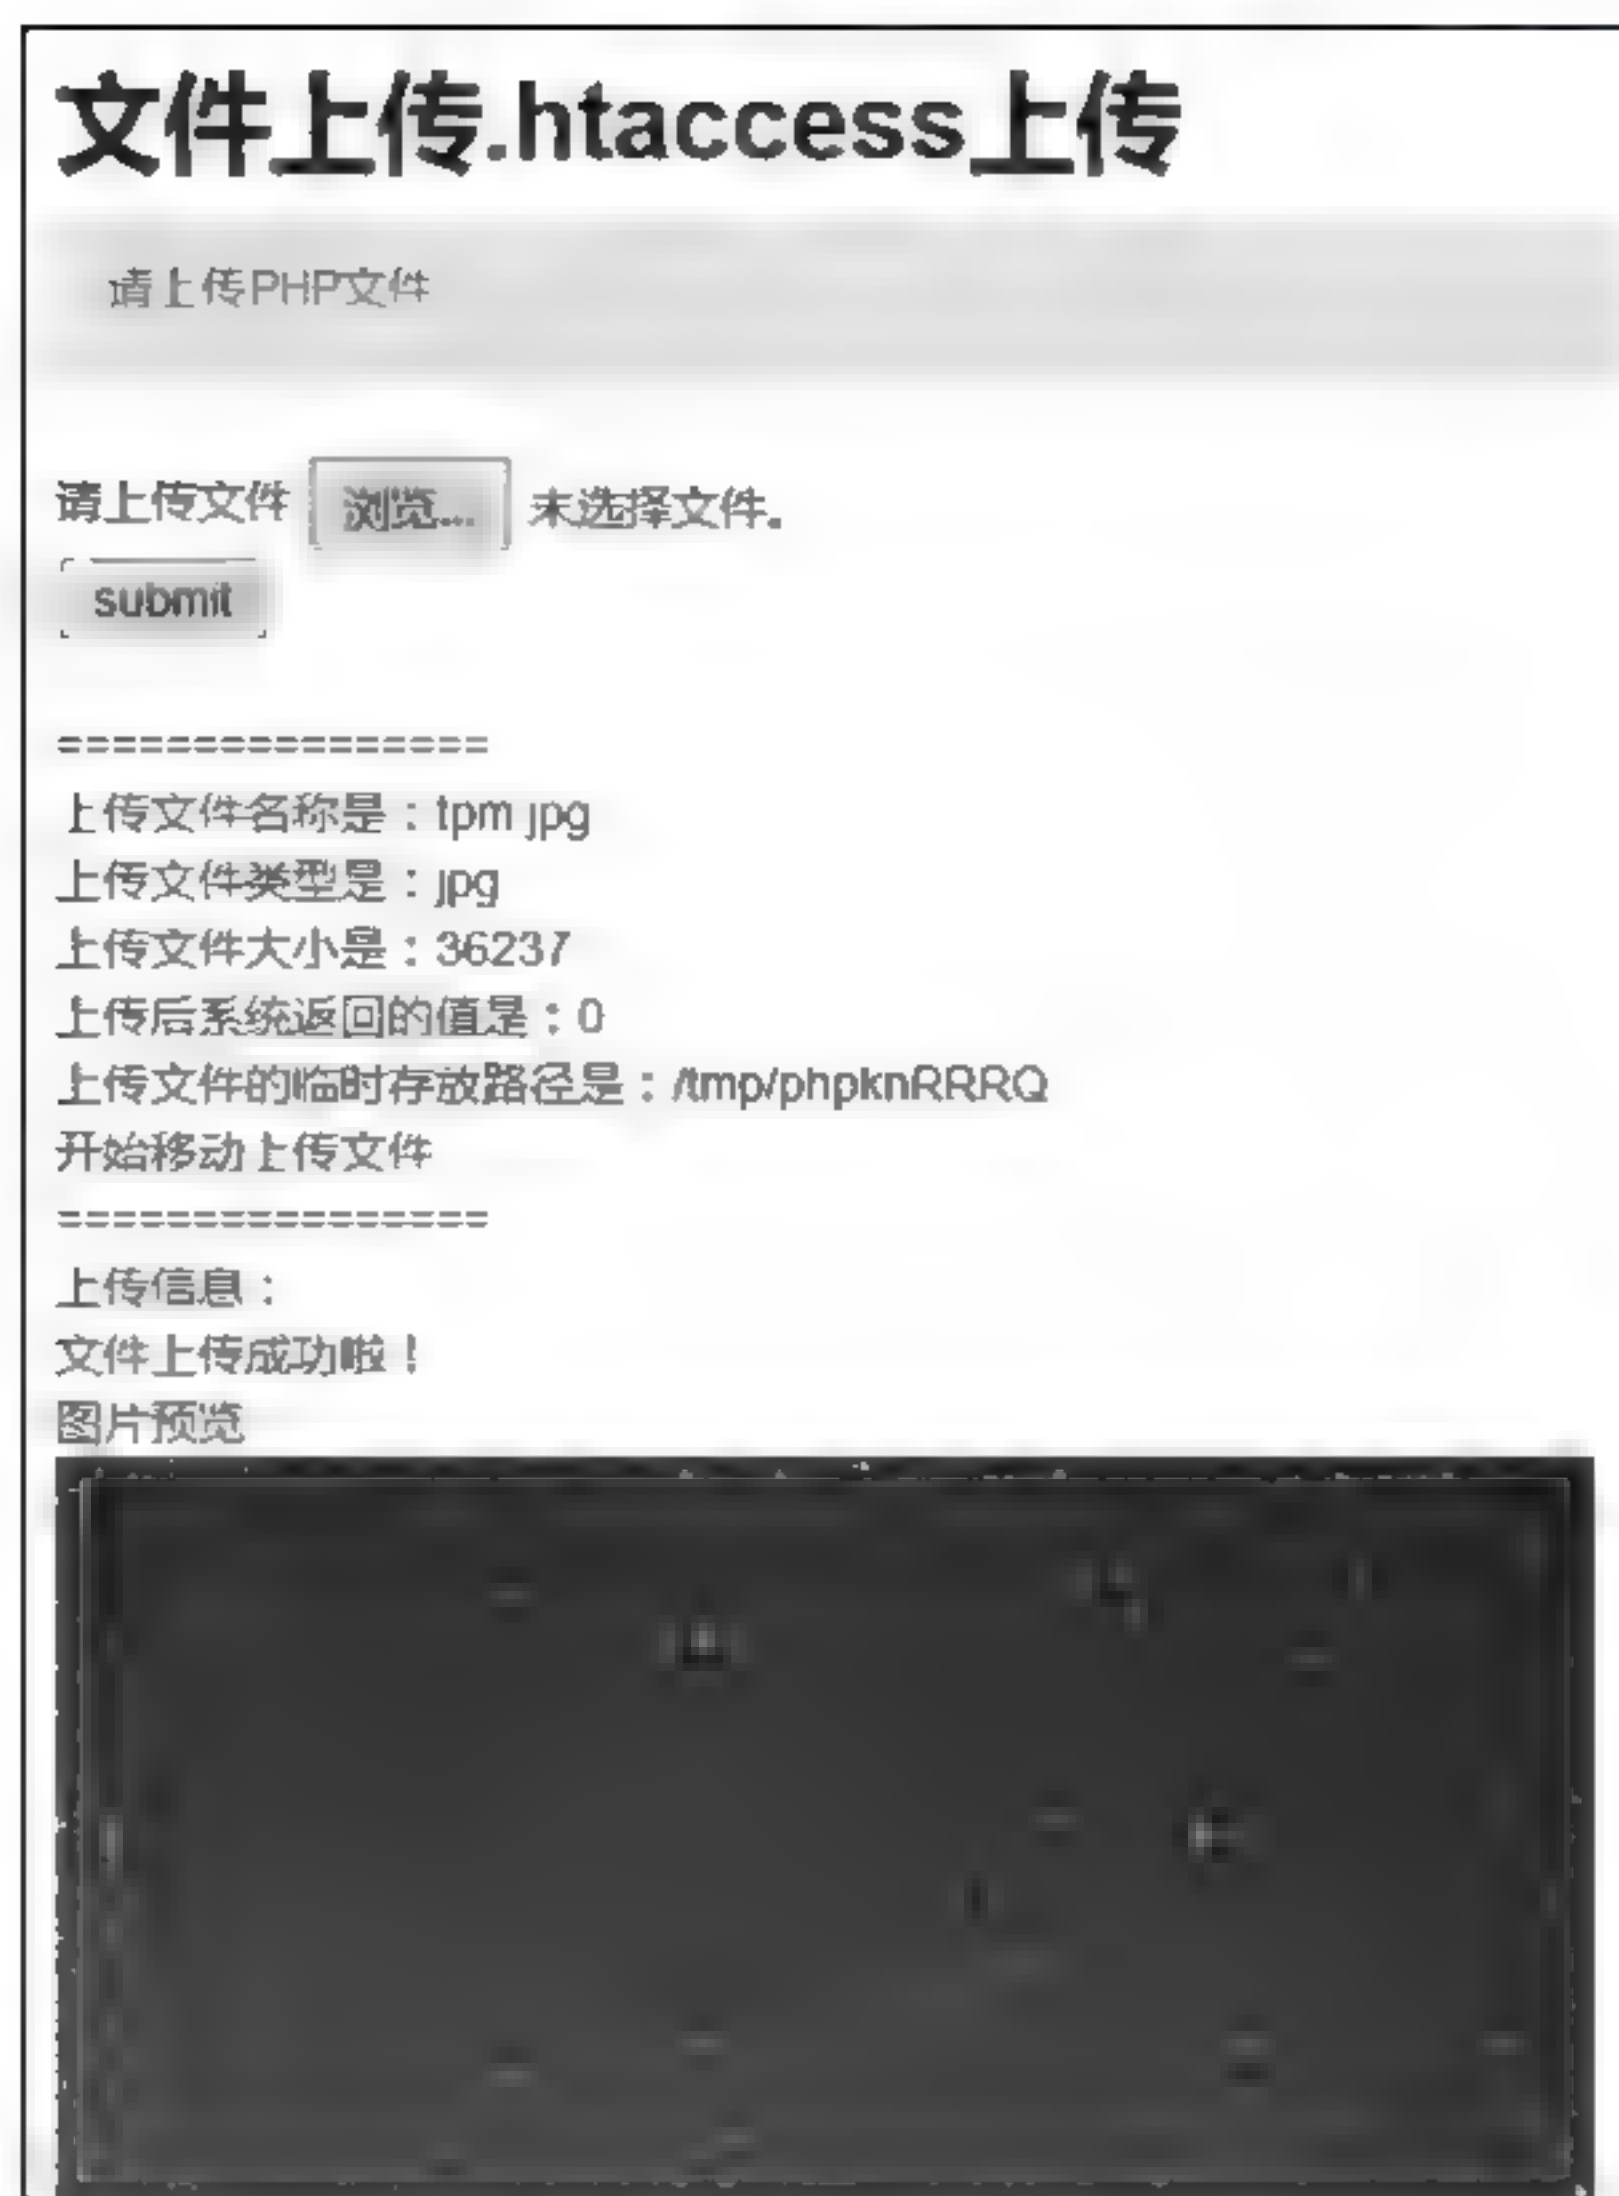 文件上传.htaccess上传
请上传PHP文件
请上传文件 浏览... 未选择文件。
submit
================
上传文件名称是：tpm jpg
上传文件类型是：jpg
上传文件大小是：36237
上传后系统返回的值是：0
上传文件的临时存放路径是：/tmp/phpknRRRQ
开始移动上传文件
================
上传信息：
文件上传成功啦！
图片预览